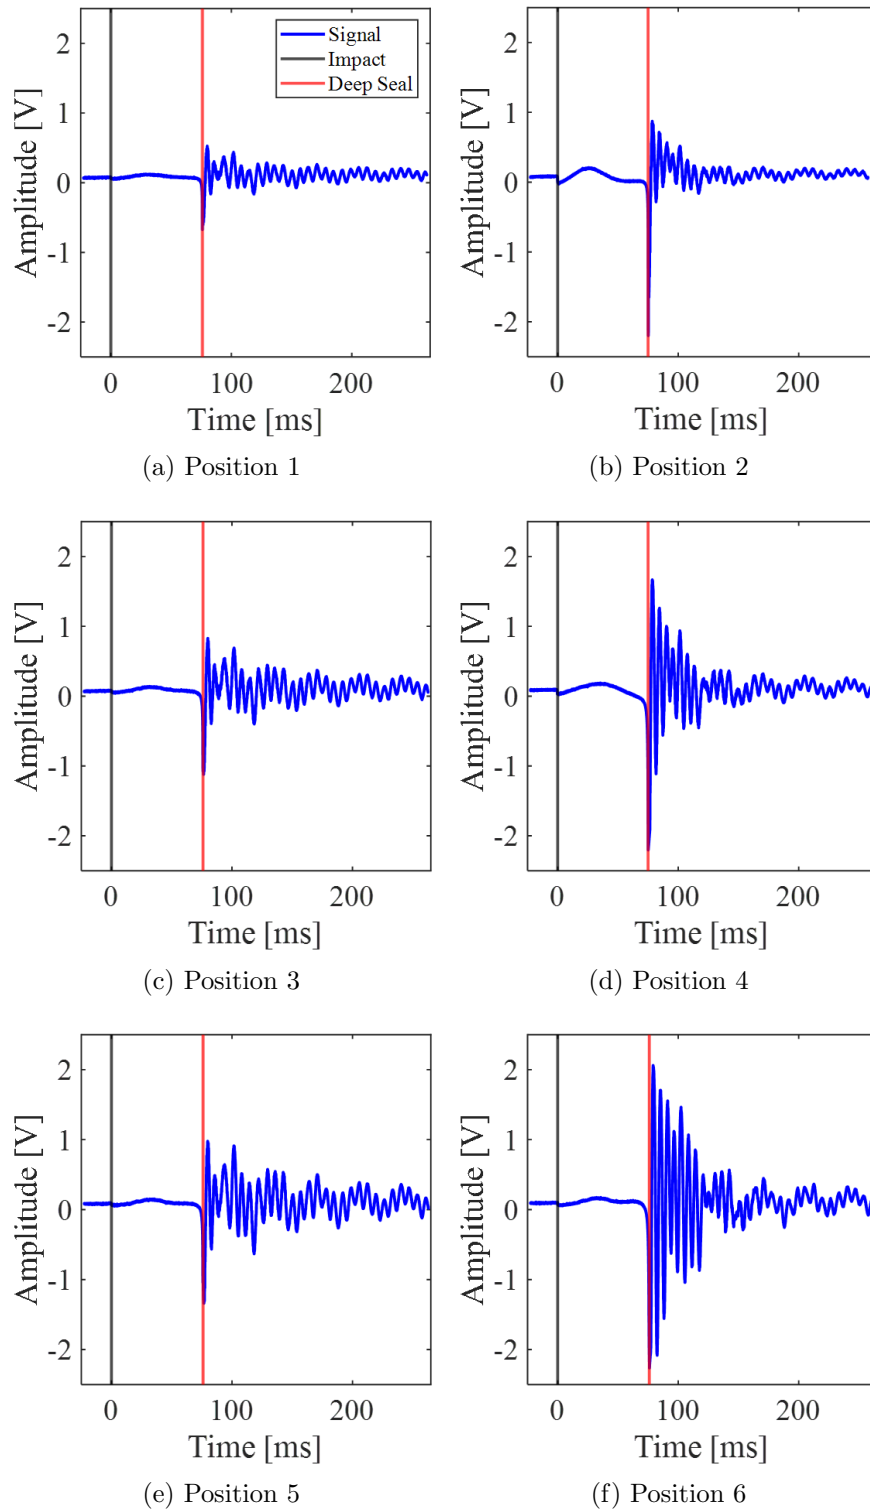 Amplitude [V]
2
1
0
-1
-2
Signal
Impact
Deep Seal
0 100 200
Time [ms]
(a) Position 1
Amplitude [V]
2
1
0
-1
-2
0 100 200
Time [ms]
(b) Position 2
Amplitude [V]
2
1
0
-1
-2
0 100 200
Time [ms]
(c) Position 3
Amplitude [V]
2
1
0
-1
-2
0 100 200
Time [ms]
(d) Position 4
Amplitude [V]
2
1
0
-1
-2
0 100 200
Time [ms]
(e) Position 5
Amplitude [V]
2
1
0
-1
-2
0 100 200
Time [ms]
(f) Position 6